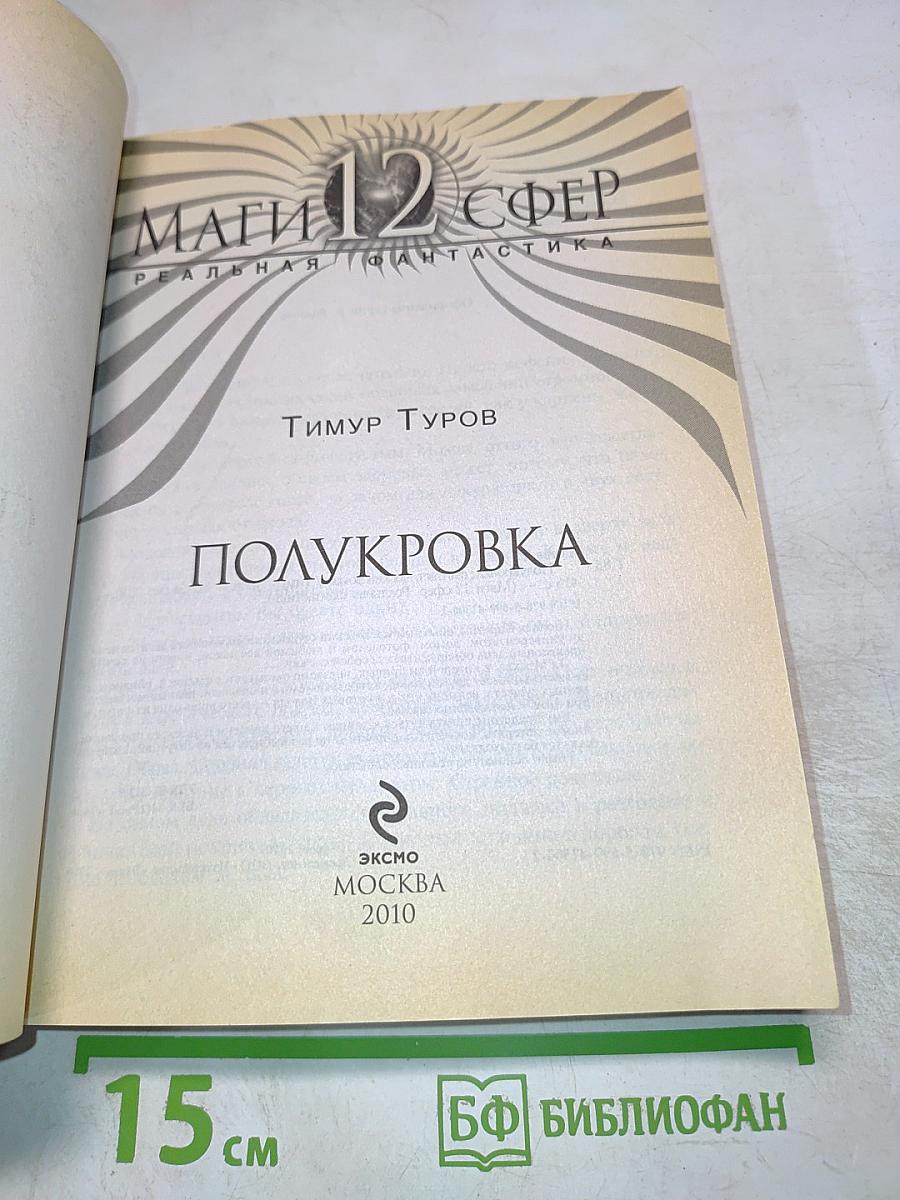 МАГИ 12 СФЕР
РЕАЛЬНАЯ ФАНТАСТИКА
ТИМУР ТУРОВ
ПОЛУКРОВКА
ЭКСМО
МОСКВА
2010
15 см
БФ БИБЛИОФАН